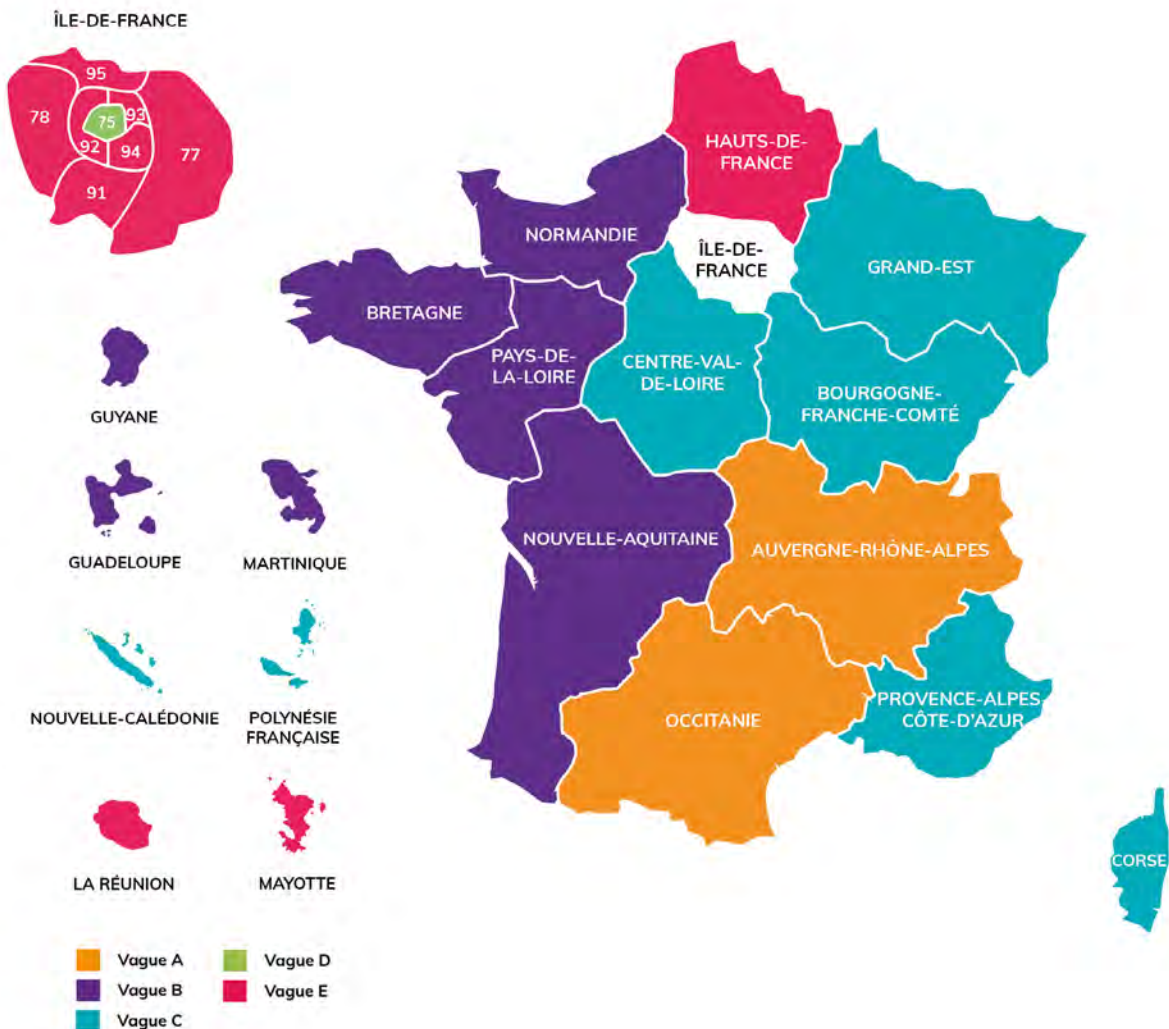 ÎLE-DE-FRANCE
95
78
75
93
92
94
77
91
HAUTS-DE-
FRANCE
NORMANDIE
ÎLE-DE-
FRANCE
GRAND-EST
BRETAGNE
PAYS-DE-
LA-LOIRE
CENTRE-VAL-
DE-LOIRE
BOURGOGNE-
FRANCHE-COMTÉ
GUYANE
NOUVELLE-AQUITAINE
AUVERGNE-RHÔNE-ALPES
GUADELOUPE
MARTINIQUE
NOUVELLE-CALÉDONIE
POLYNÉSIE
FRANÇAISE
OCCITANIE
PROVENCE-ALPES
CÔTE-D'AZUR
LA RÉUNION
MAYOTTE
CORSE
Vague A
Vague B
Vague C
Vague D
Vague E